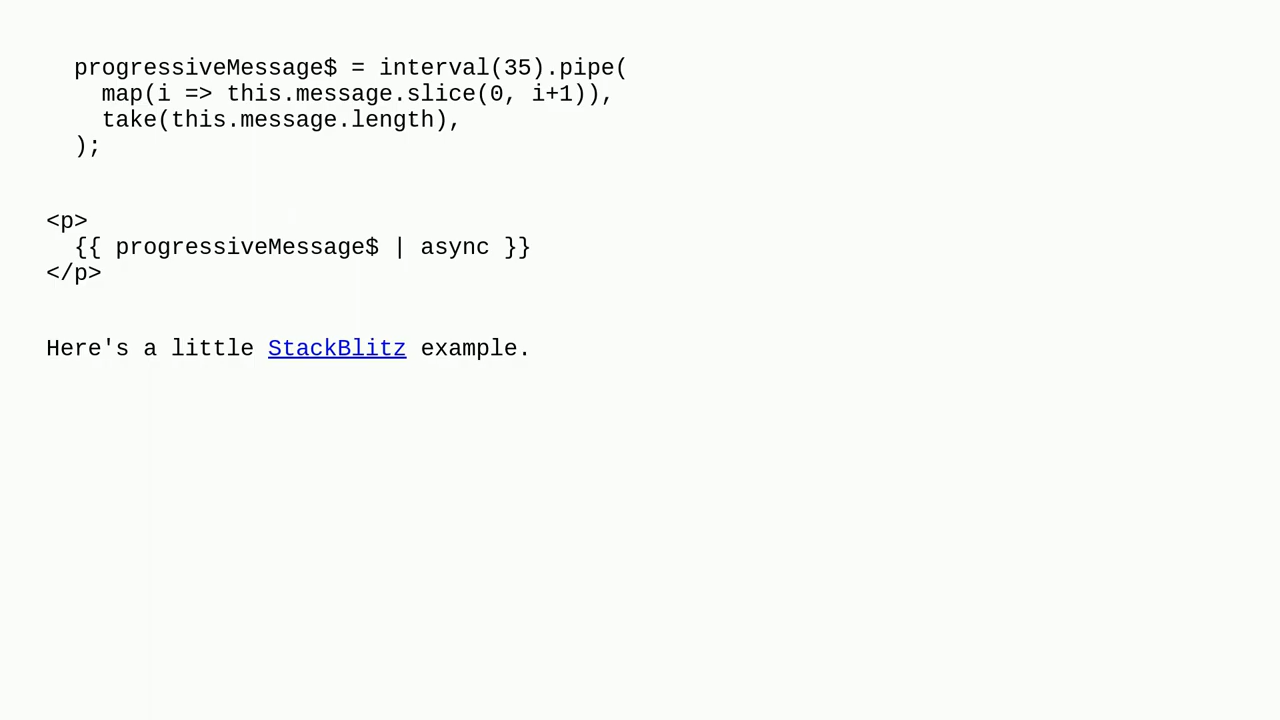 progressiveMessage$ = interval(35).pipe(
map(i => this.message.slice(0, i+1)),
take(this.message.length),
);
<p>
{{ progressiveMessage$ | async }}
</p>
Here's a little StackBlitz example.